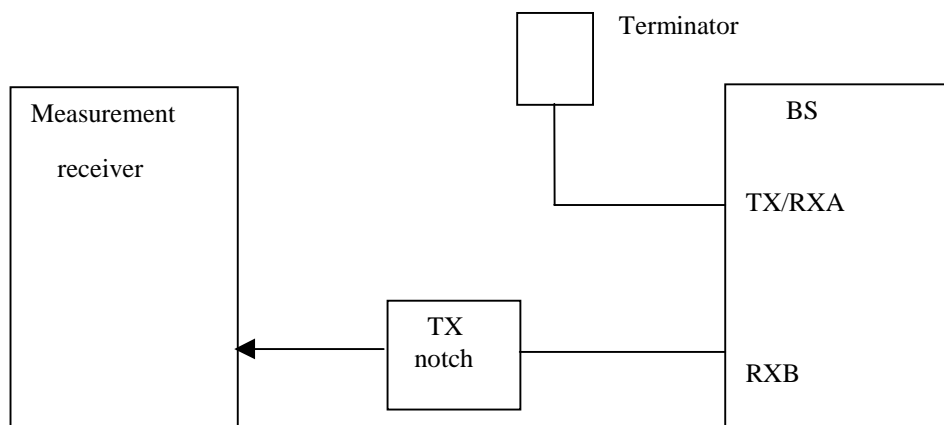 Terminator
Measurement
receiver
BS
TX/RXA
TX
notch
RXB